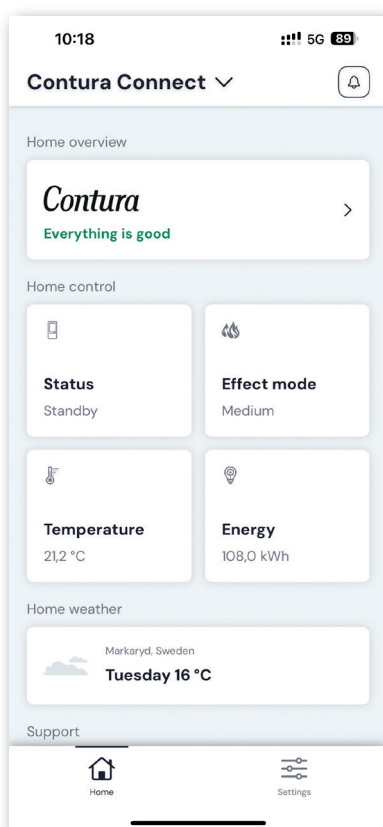 10:18 5G 89
Contura Connect
Home overview
Contura
Everything is good
Home control
Status
Standby
Effect mode
Medium
Temperature
21,2 °C
Energy
108,0 kWh
Home weather
Markaryd, Sweden
Tuesday 16 °C
Support
Home
Settings